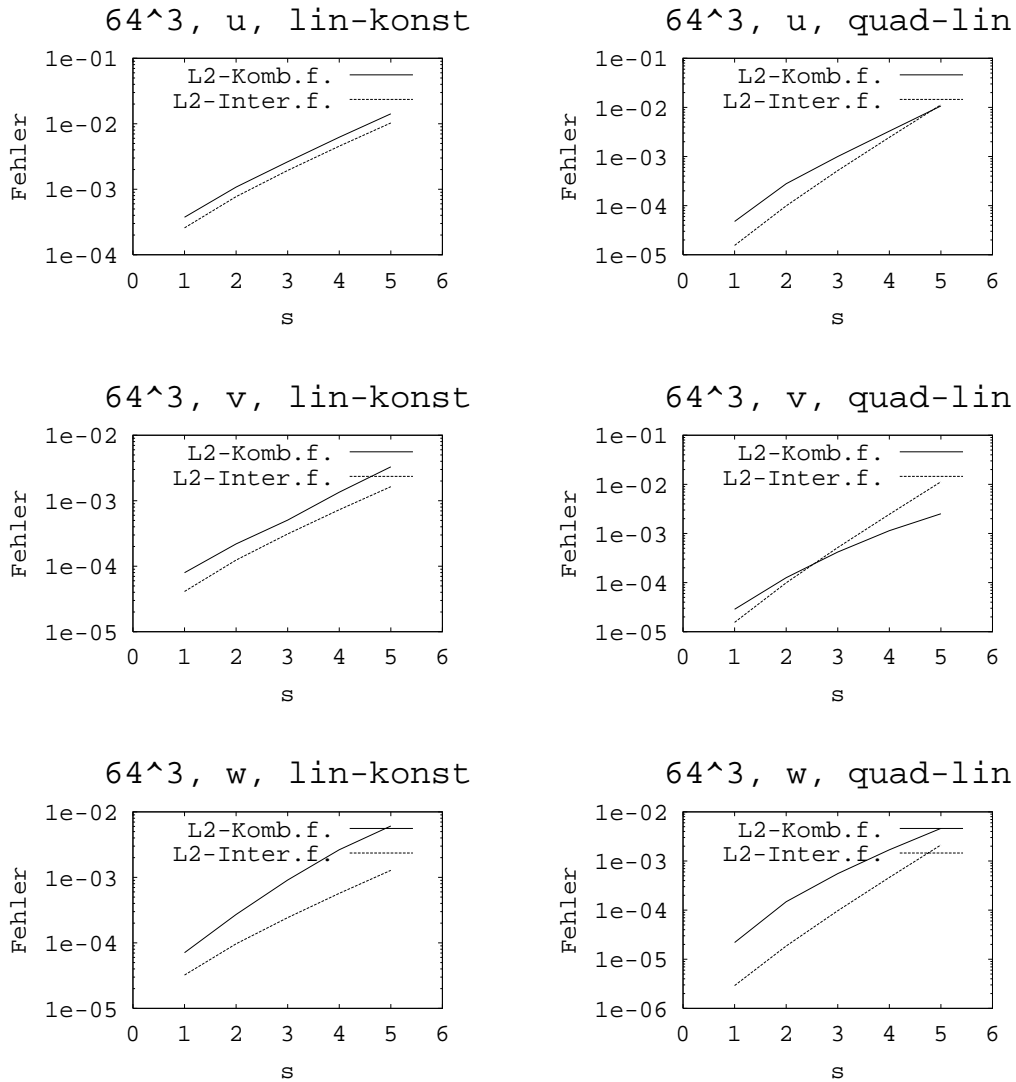 64^3, u, lin-konst
1e-01
1e-02
1e-03
1e-04
Fehler
L2-Komb.f.
L2-Inter.f.
0 1 2 3 4 5 6
s
64^3, u, quad-lin
1e-01
1e-02
1e-03
1e-04
1e-05
Fehler
L2-Komb.f.
L2-Inter.f.
0 1 2 3 4 5 6
s
64^3, v, lin-konst
1e-02
1e-03
1e-04
1e-05
Fehler
L2-Komb.f.
L2-Inter.f.
0 1 2 3 4 5 6
s
64^3, v, quad-lin
1e-01
1e-02
1e-03
1e-04
1e-05
Fehler
L2-Komb.f.
L2-Inter.f.
0 1 2 3 4 5 6
s
64^3, w, lin-konst
1e-02
1e-03
1e-04
1e-05
Fehler
L2-Komb.f.
L2-Inter.f.
0 1 2 3 4 5 6
s
64^3, w, quad-lin
1e-02
1e-03
1e-04
1e-05
1e-06
Fehler
L2-Komb.f.
L2-Inter.f.
0 1 2 3 4 5 6
s